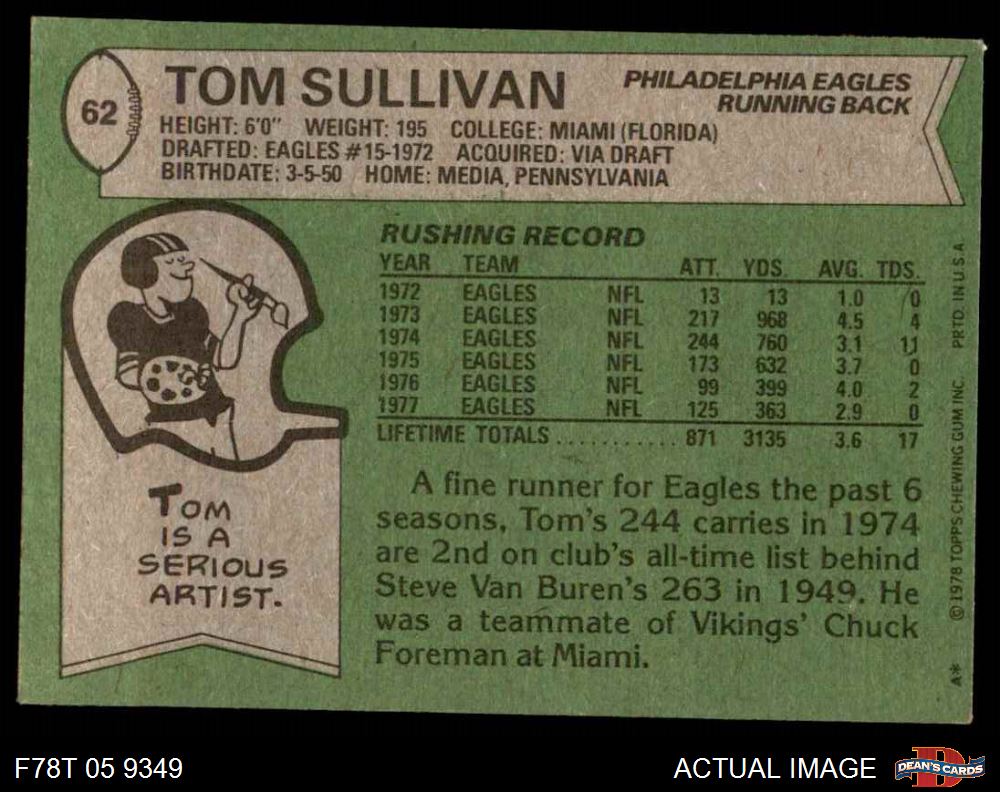 62
TOM SULLIVAN
PHILADELPHIA EAGLES
RUNNING BACK
HEIGHT: 6'0" WEIGHT: 195 COLLEGE: MIAMI (FLORIDA)
DRAFTED: EAGLES #15-1972 ACQUIRED: VIA DRAFT
BIRTHDATE: 3-5-50 HOME: MEDIA, PENNSYLVANIA
RUSHING RECORD
YEAR TEAM ATT. YDS. AVG. TDS.
1972 EAGLES NFL 13 13 1.0 0
1973 EAGLES NFL 217 968 4.5 4
1974 EAGLES NFL 244 760 3.1 11
1975 EAGLES NFL 173 632 3.7 0
1976 EAGLES NFL 99 399 4.0 2
1977 EAGLES NFL 125 363 2.9 0
LIFETIME TOTALS ........... 871 3135 3.6 17
A fine runner for Eagles the past 6
seasons, Tom's 244 carries in 1974
are 2nd on club's all-time list behind
Steve Van Buren's 263 in 1949. He
was a teammate of Vikings' Chuck
Foreman at Miami.
TOM
IS A
SERIOUS
ARTIST.
A* © 1978 TOPPS CHEWING GUM INC. PRTD. IN U.S.A.
F78T 05 9349
ACTUAL IMAGE
D
DEAN'S CARDS